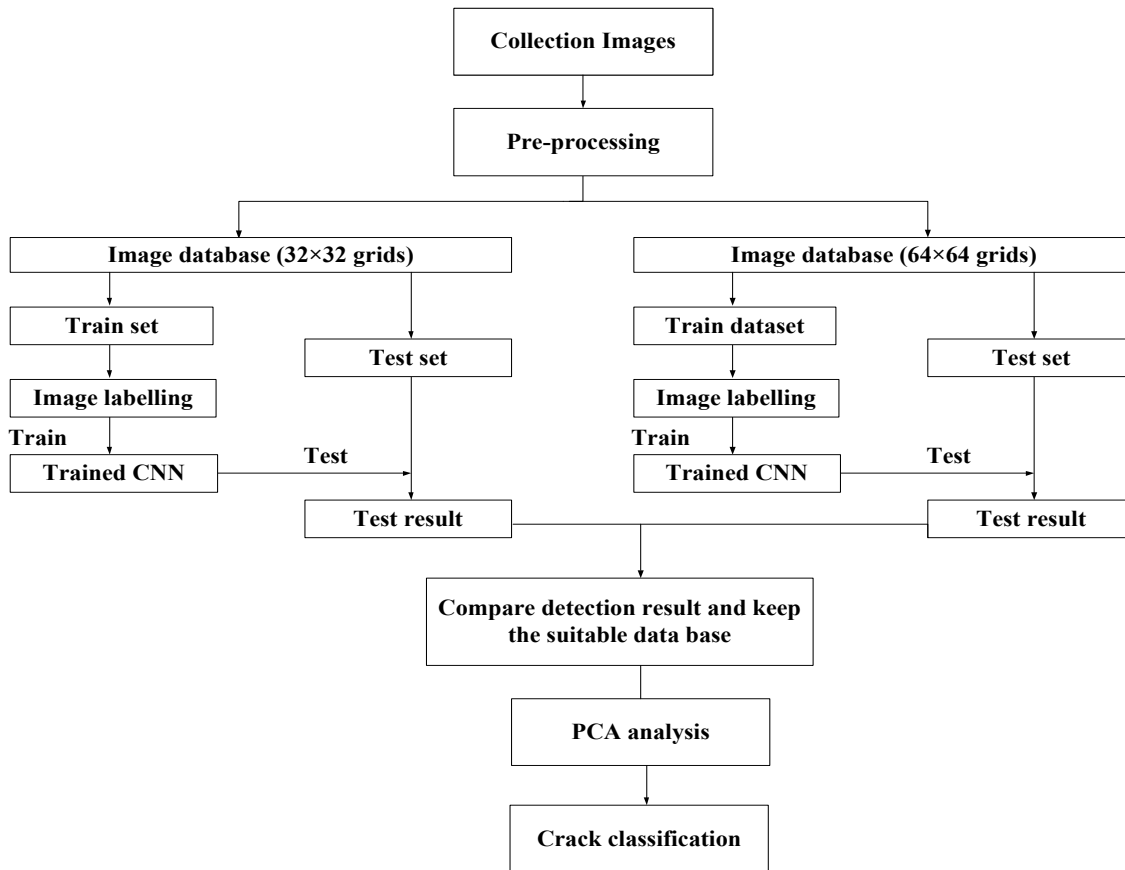 Collection Images
Pre-processing
Image database (32×32 grids)
Image database (64×64 grids)
Train set
Train dataset
Test set
Test set
Image labelling
Image labelling
Train
Train
Trained CNN
Test
Trained CNN
Test
Test result
Test result
Compare detection result and keep
the suitable data base
PCA analysis
Crack classification